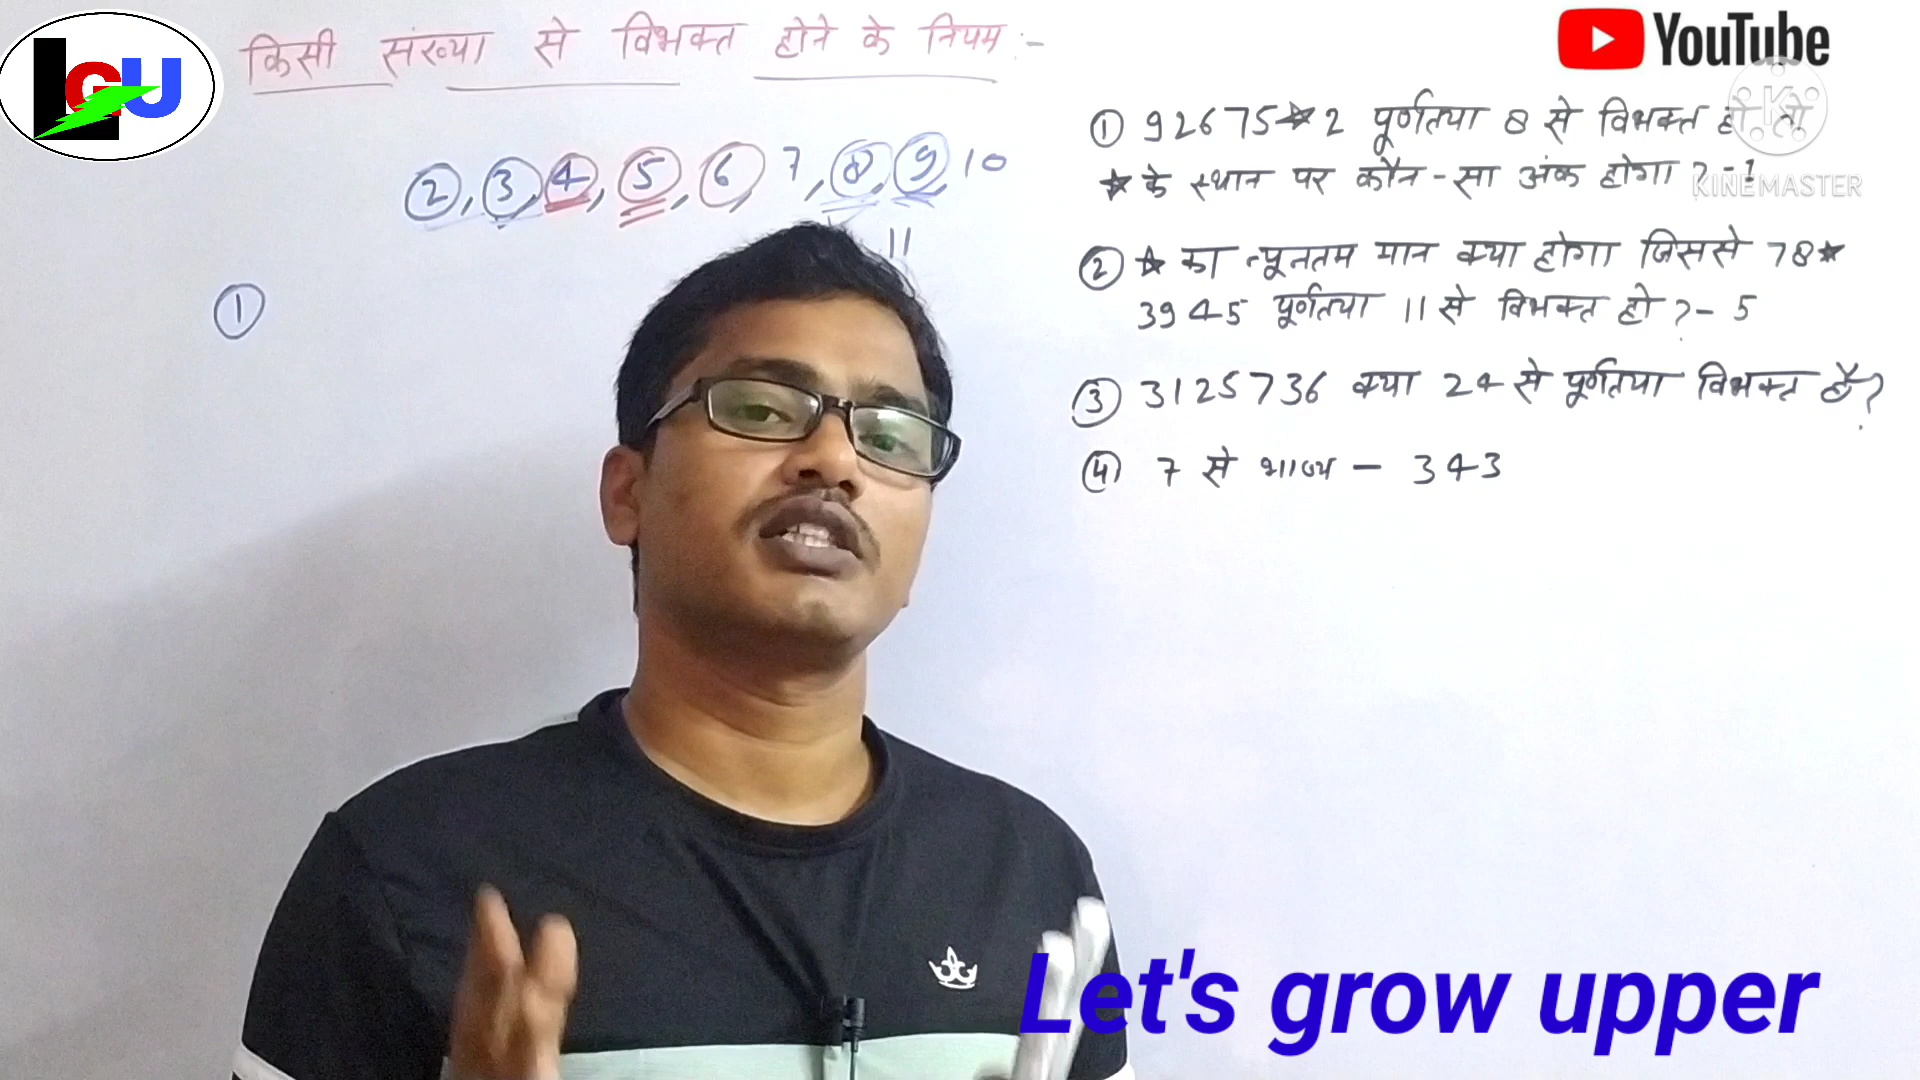 LGU
किसी संख्या से विभक्त होने के नियम :-
YouTube
2, 3, 4, 5, 6, 7, 8, 9, 10
11
①
① 92675★2 पूर्णतया 8 से विभक्त हो तो
★ के स्थान पर कौन-सा अंक होगा ? - 1
KINEMASTER
② ★ का न्यूनतम मान क्या होगा जिससे 78★
3945 पूर्णतया 11 से विभक्त हो ? - 5
③ 3125736 क्या 24 से पूर्णतया विभक्त है ?
④ 7 से भाज्य - 343
Let's grow upper